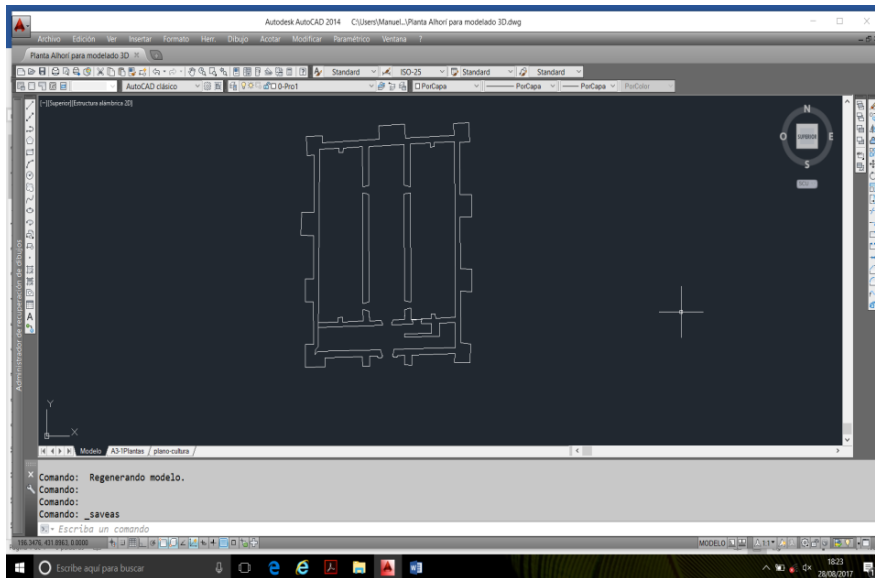 Autodesk AutoCAD 2014 C:\Users\Manuel...\Planta Alhorí para modelado 3D.dwg
Archivo Edición Ver Insertar Formato Herr. Dibujo Acotar Modificar Paramétrico Ventana ?
Planta Alhorí para modelado 3D
Standard ISO-25 Standard Standard
AutoCAD clásico 0-Pro1 PorCapa PorCapa PorCapa PorColor
[−][Superior][Estructura alámbrica 2D]
N
O SUPERIOR E
S
SCU
Administrador de recuperación de dibujos
Y
X
Modelo A3-1Plantas plano-cultura
Comando: Regenerando modelo.
Comando:
Comando:
Comando: _saveas
Escriba un comando
MODELO 1:1
Escribe aquí para buscar
18:23
28/08/2017